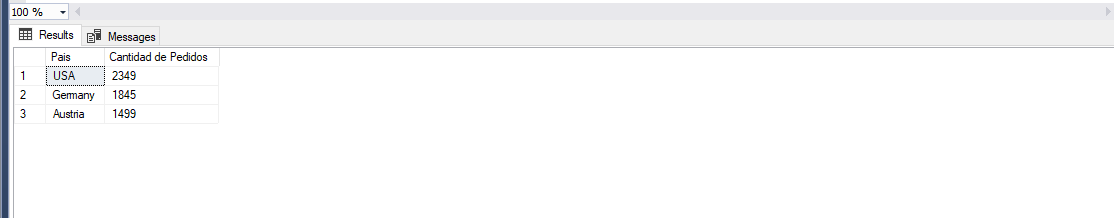 100 %
Results Messages
Pais Cantidad de Pedidos
1 USA 2349
2 Germany 1845
3 Austria 1499